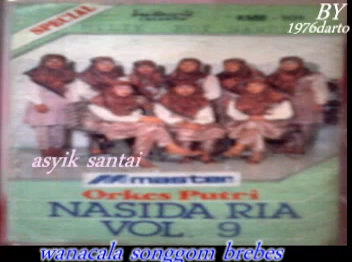 BY
1976darto
SPECIAL
asyik santai
master
Orkes Putri
NASIDA RIA
VOL. 9
wanacala songgom brebes